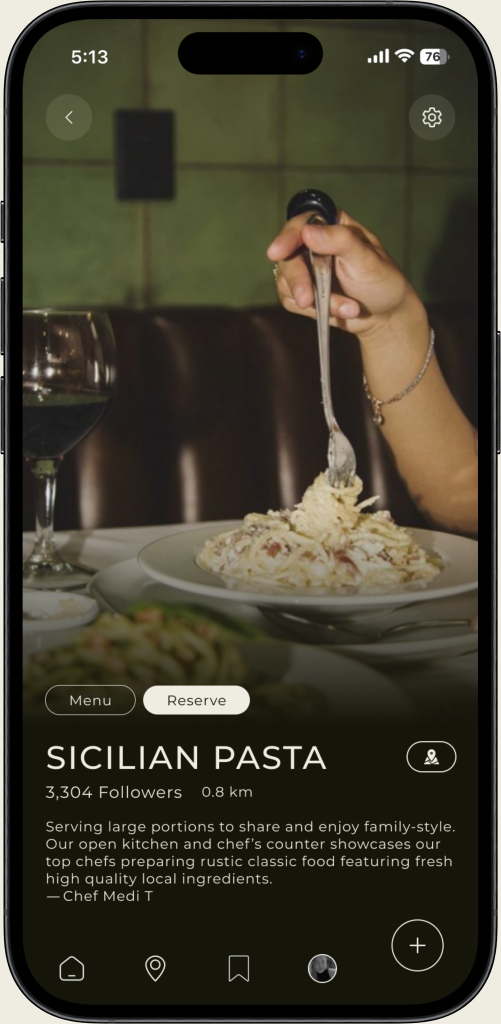 5:13
76
Menu
Reserve
SICILIAN PASTA
3,304 Followers 0.8 km
Serving large portions to share and enjoy family-style.
Our open kitchen and chef's counter showcases our
top chefs preparing rustic classic food featuring fresh
high quality local ingredients.
— Chef Medi T